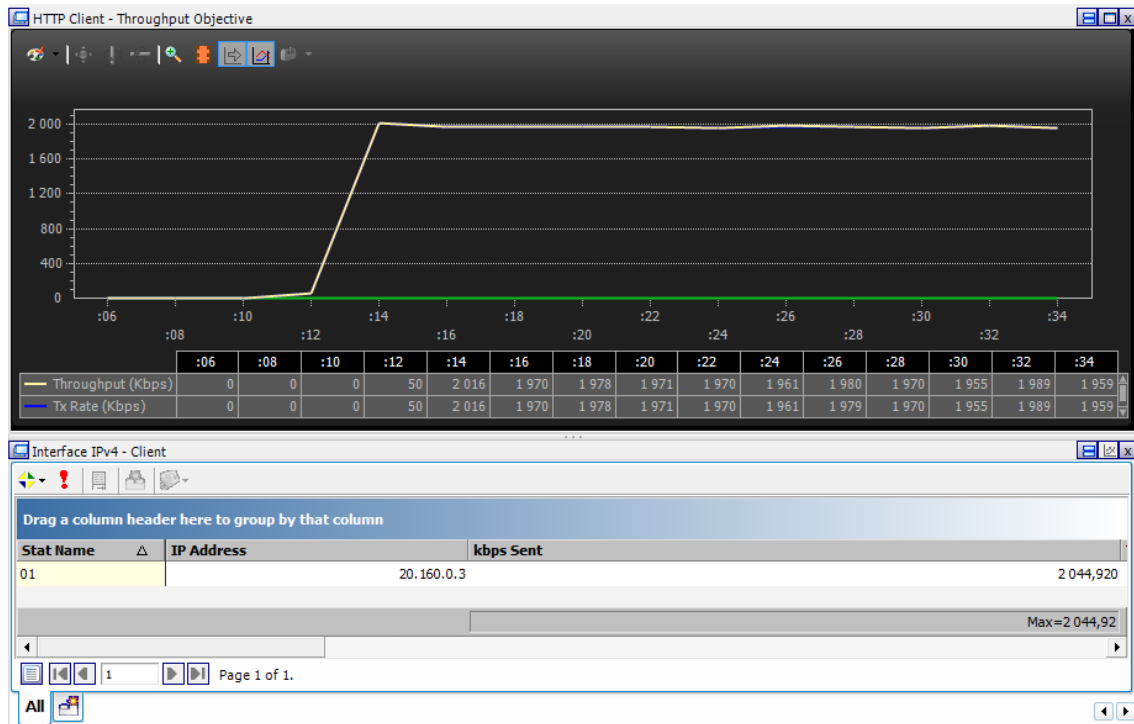 HTTP Client - Throughput Objective
2 000
1 600
1 200
800
400
0
:06 :10 :14 :18 :22 :26 :30 :34
:08 :12 :16 :20 :24 :28 :32
:06 :08 :10 :12 :14 :16 :18 :20 :22 :24 :26 :28 :30 :32 :34
Throughput (Kbps) 0 0 0 50 2 016 1 970 1 978 1 971 1 970 1 961 1 980 1 970 1 955 1 989 1 959
Tx Rate (Kbps) 0 0 0 50 2 016 1 970 1 978 1 971 1 970 1 961 1 979 1 970 1 955 1 989 1 959
Interface IPv4 - Client
Drag a column header here to group by that column
Stat Name IP Address kbps Sent
01 20.160.0.3 2 044,920
Max=2 044,92
1 Page 1 of 1.
All